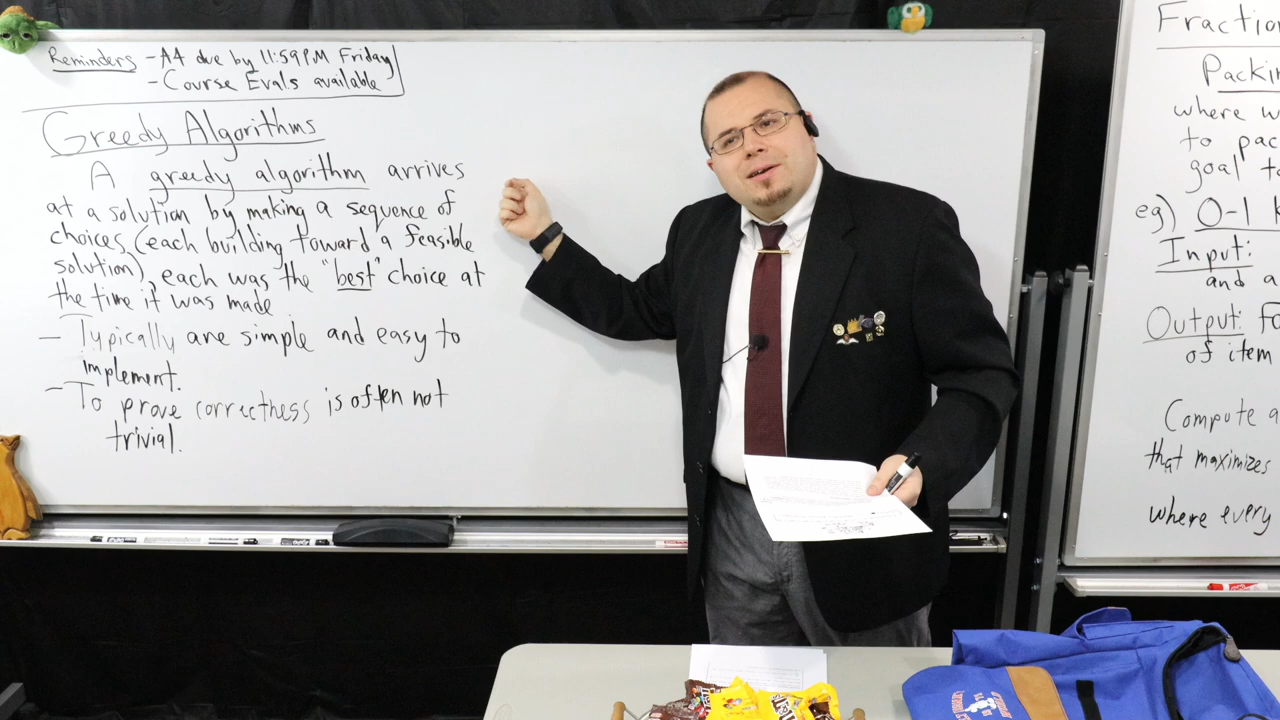 Reminders - A4 due by 11:59PM Friday
- Course Evals available
Greedy Algorithms
A greedy algorithm arrives
at a solution by making a sequence of
choices (each building toward a feasible
solution), each was the "best" choice at
the time it was made
- Typically are simple and easy to
implement.
- To prove correctness is often not
trivial.
Fractio
Packin
where w
to pac
goal to
eg) 0-1 k
Input:
and a
Output: Fo
of item
Compute a
that maximizes
where every